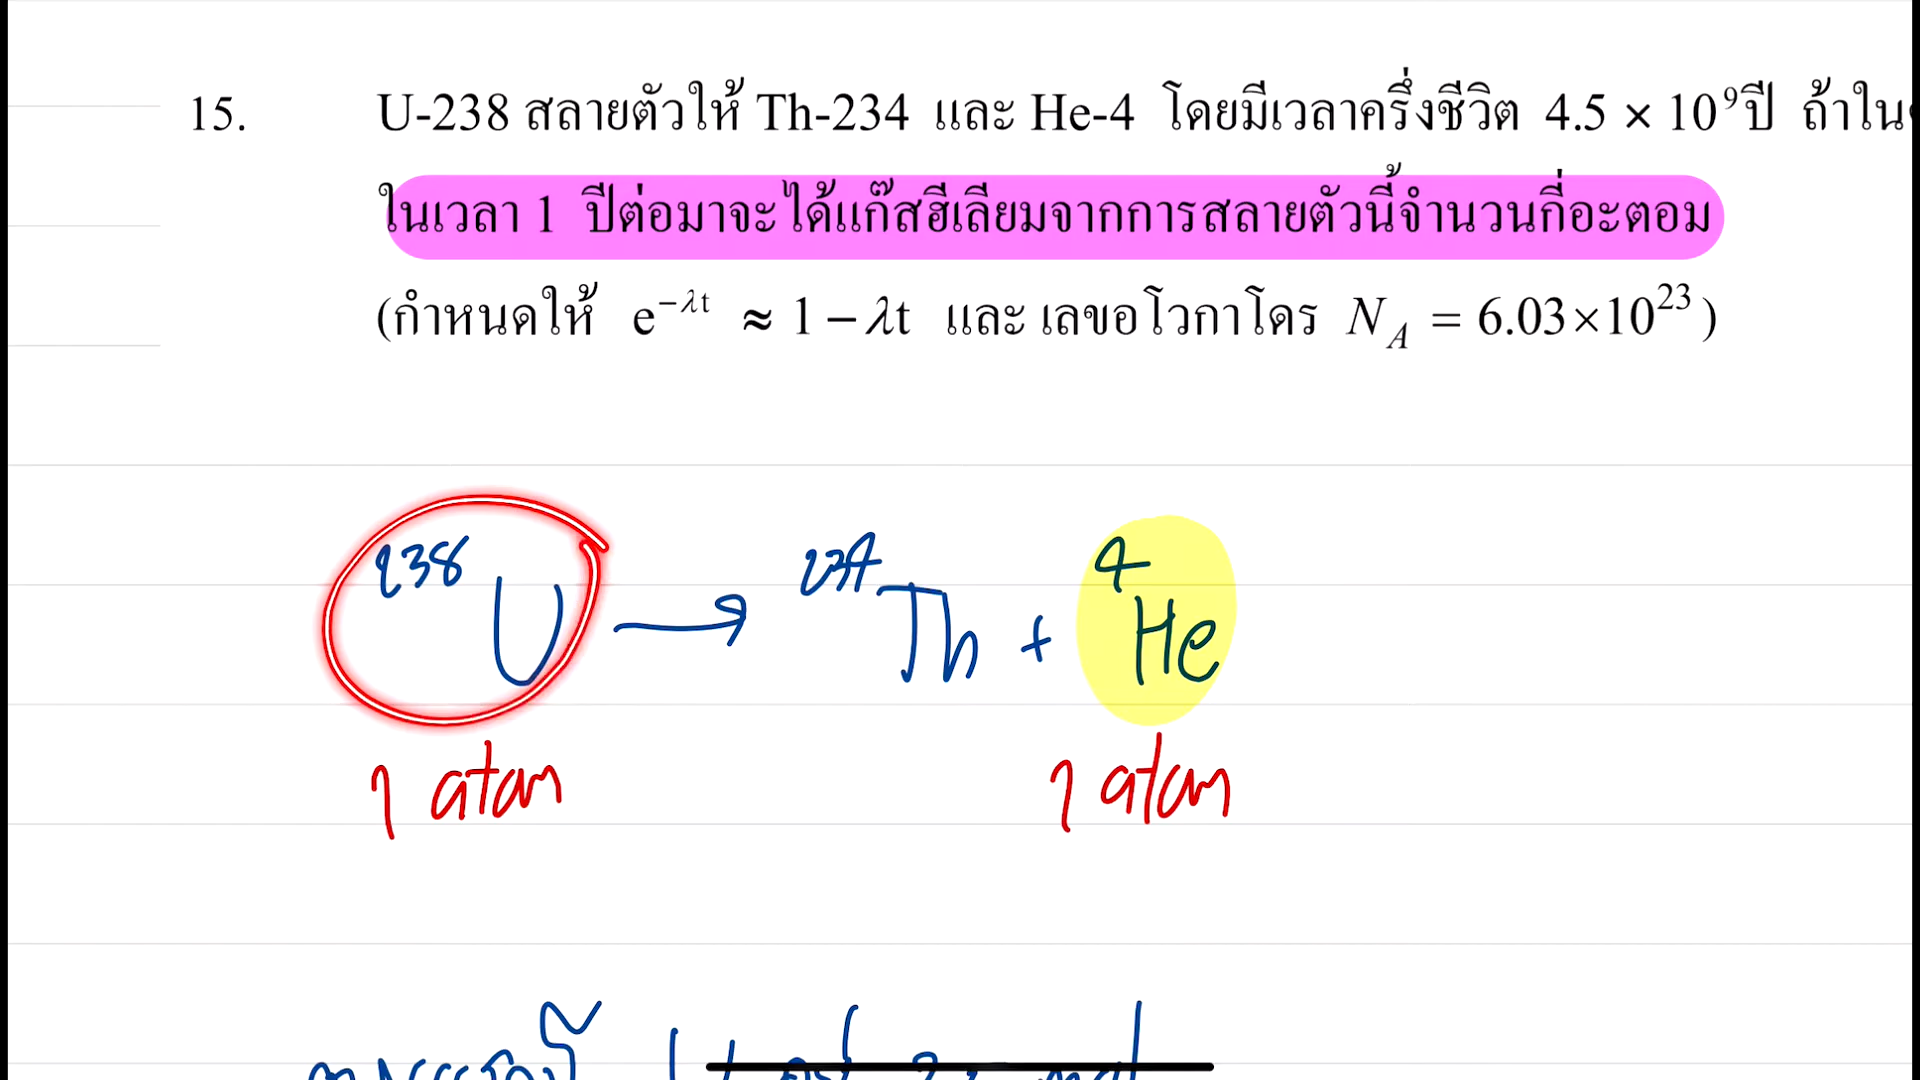 15. U-238 สลายตัวให้ Th-234 และ He-4 โดยมีเวลาครึ่งชีวิต 4.5 × 10⁹ปี ถ้าใน
ในเวลา 1 ปีต่อมาจะได้แก๊สฮีเลียมจากการสลายตัวนี้จำนวนกี่อะตอม
(กำหนดให้ e^{-λt} ≈ 1 – λt และ เลขอโวกาโดร N_A = 6.03×10²³)
²³⁸U → ²³⁴Th + ⁴He
1 atom 1 atom